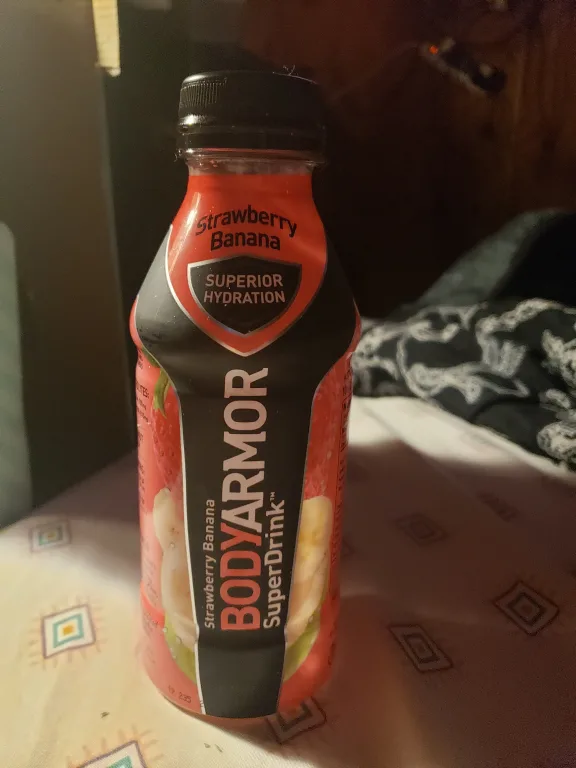 Strawberry
Banana
SUPERIOR
HYDRATION
Strawberry Banana
BODYARMOR
SuperDrink™